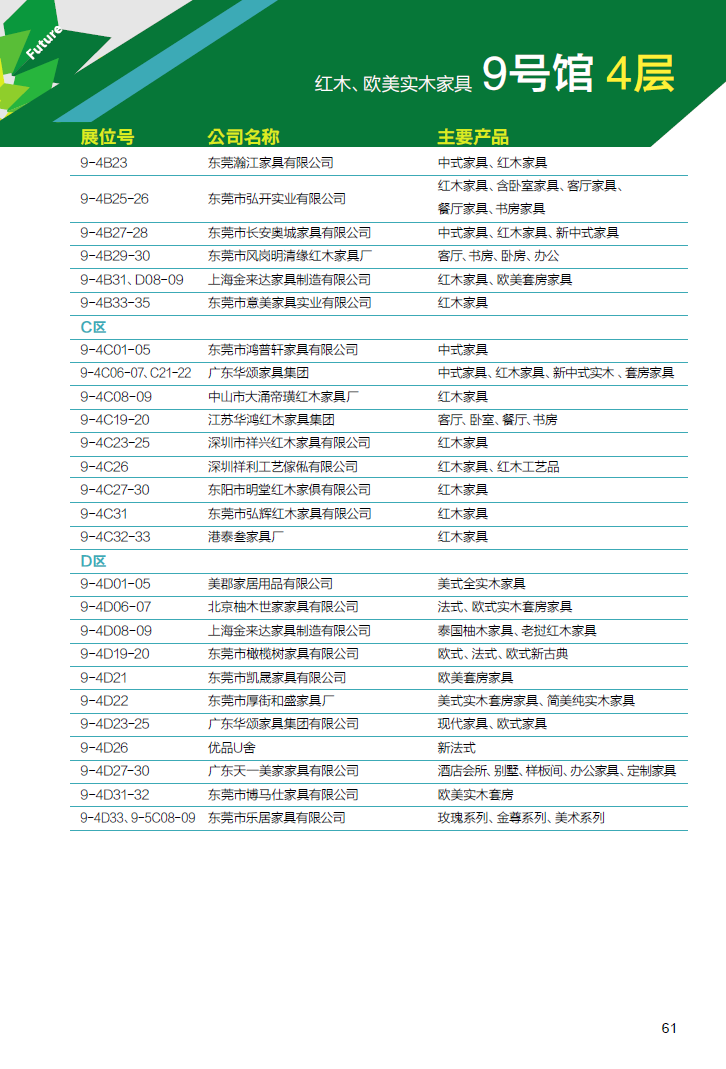 Future
红木、欧美实木家具 9号馆 4层
展位号 公司名称 主要产品
9-4B23 东莞瀚江家具有限公司 中式家具、红木家具
9-4B25-26 东莞市弘开实业有限公司 红木家具、含卧室家具、客厅家具、
餐厅家具、书房家具
9-4B27-28 东莞市长安奥城家具有限公司 中式家具、红木家具、新中式家具
9-4B29-30 东莞市风岗明清缘红木家具厂 客厅、书房、卧房、办公
9-4B31、D08-09 上海金来达家具制造有限公司 红木家具、欧美套房家具
9-4B33-35 东莞市意美家具实业有限公司 红木家具
C区
9-4C01-05 东莞市鸿普轩家具有限公司 中式家具
9-4C06-07、C21-22 广东华颂家具集团 中式家具、红木家具、新中式实木 、套房家具
9-4C08-09 中山市大涌帝璜红木家具厂 红木家具
9-4C19-20 江苏华鸿红木家具集团 客厅、卧室、餐厅、书房
9-4C23-25 深圳市祥兴红木家具有限公司 红木家具
9-4C26 深圳祥利工艺傢俬有限公司 红木家具、红木工艺品
9-4C27-30 东阳市明堂红木家俱有限公司 红木家具
9-4C31 东莞市弘辉红木家具有限公司 红木家具
9-4C32-33 港泰叁家具厂 红木家具
D区
9-4D01-05 美郡家居用品有限公司 美式全实木家具
9-4D06-07 北京柚木世家家具有限公司 法式、欧式实木套房家具
9-4D08-09 上海金来达家具制造有限公司 泰国柚木家具、老挝红木家具
9-4D19-20 东莞市橄榄树家具有限公司 欧式、法式、欧式新古典
9-4D21 东莞市凯晟家具有限公司 欧美套房家具
9-4D22 东莞市厚街和盛家具厂 美式实木套房家具、简美纯实木家具
9-4D23-25 广东华颂家具集团有限公司 现代家具、欧式家具
9-4D26 优品U舍 新法式
9-4D27-30 广东天一美家家具有限公司 酒店会所、别墅、样板间、办公家具、定制家具
9-4D31-32 东莞市博马仕家具有限公司 欧美实木套房
9-4D33、9-5C08-09 东莞市乐居家具有限公司 玫瑰系列、金尊系列、美术系列
61